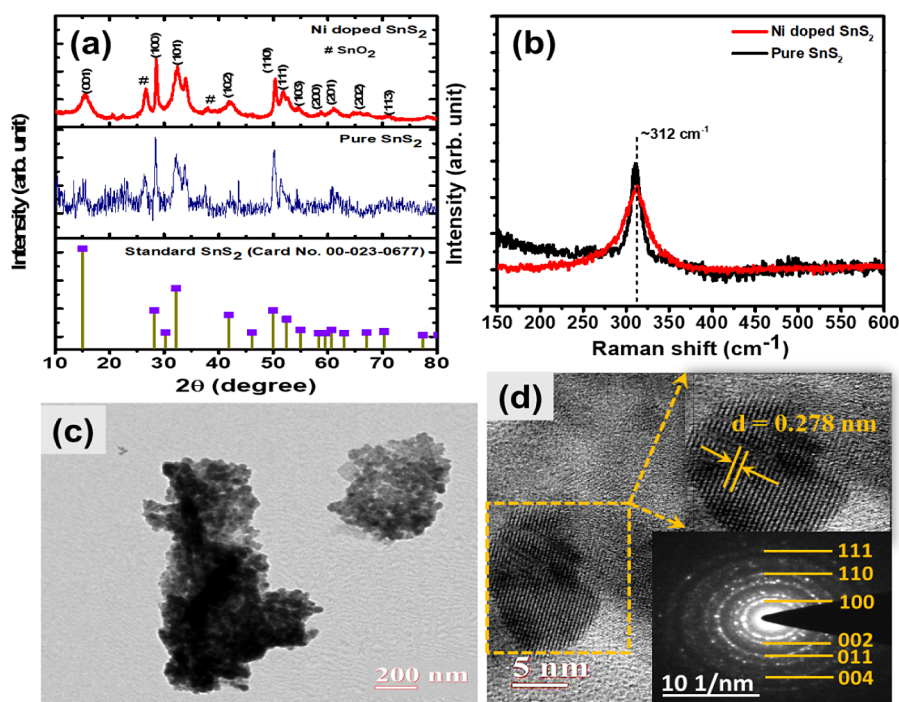 (a)
Ni doped SnS2
# SnO2
(001)
#
(100)
(101)
#
(102)
(110)
(111)
(103)
(200)
(201)
(202)
(113)
Pure SnS2
Standard SnS2 (Card No. 00-023-0677)
Intensity(arb. unit)
10 20 30 40 50 60 70 80
2Θ (degree)
(b)
Ni doped SnS2
Pure SnS2
~312 cm-1
Intensity (arb. unit)
150 200 250 300 350 400 450 500 550 600
Raman shift (cm-1)
(c)
200 nm
(d)
d = 0.278 nm
5 nm
111
110
100
002
011
004
10 1/nm